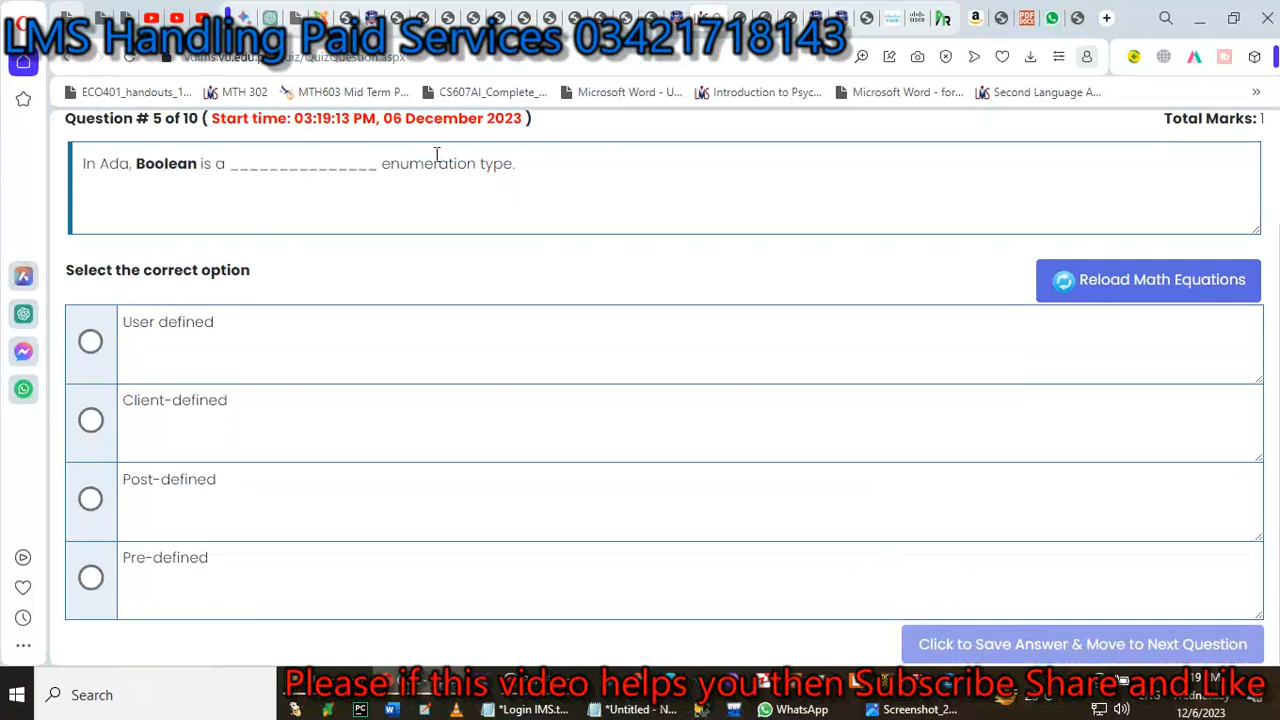 LMS Handling Paid Services 03421718143
ECO401_handouts_1... MTH 302 MTH603 Mid Term P... CS607AI_Complete_... Microsoft Word - U... Introduction to Psyc... Microsoft Word - for... Second Language A... »
Question # 5 of 10 ( Start time: 03:19:13 PM, 06 December 2023 ) Total Marks: 1
In Ada, Boolean is a _______________ enumeration type.
Select the correct option
Reload Math Equations
User defined
Client-defined
Post-defined
Pre-defined
Click to Save Answer & Move to Next Question
Please if this video helps you then Subscribe Share and Like
Search
*Login IMS.t... *Untitled - N... WhatsApp Screenshot_2... 12/6/2023